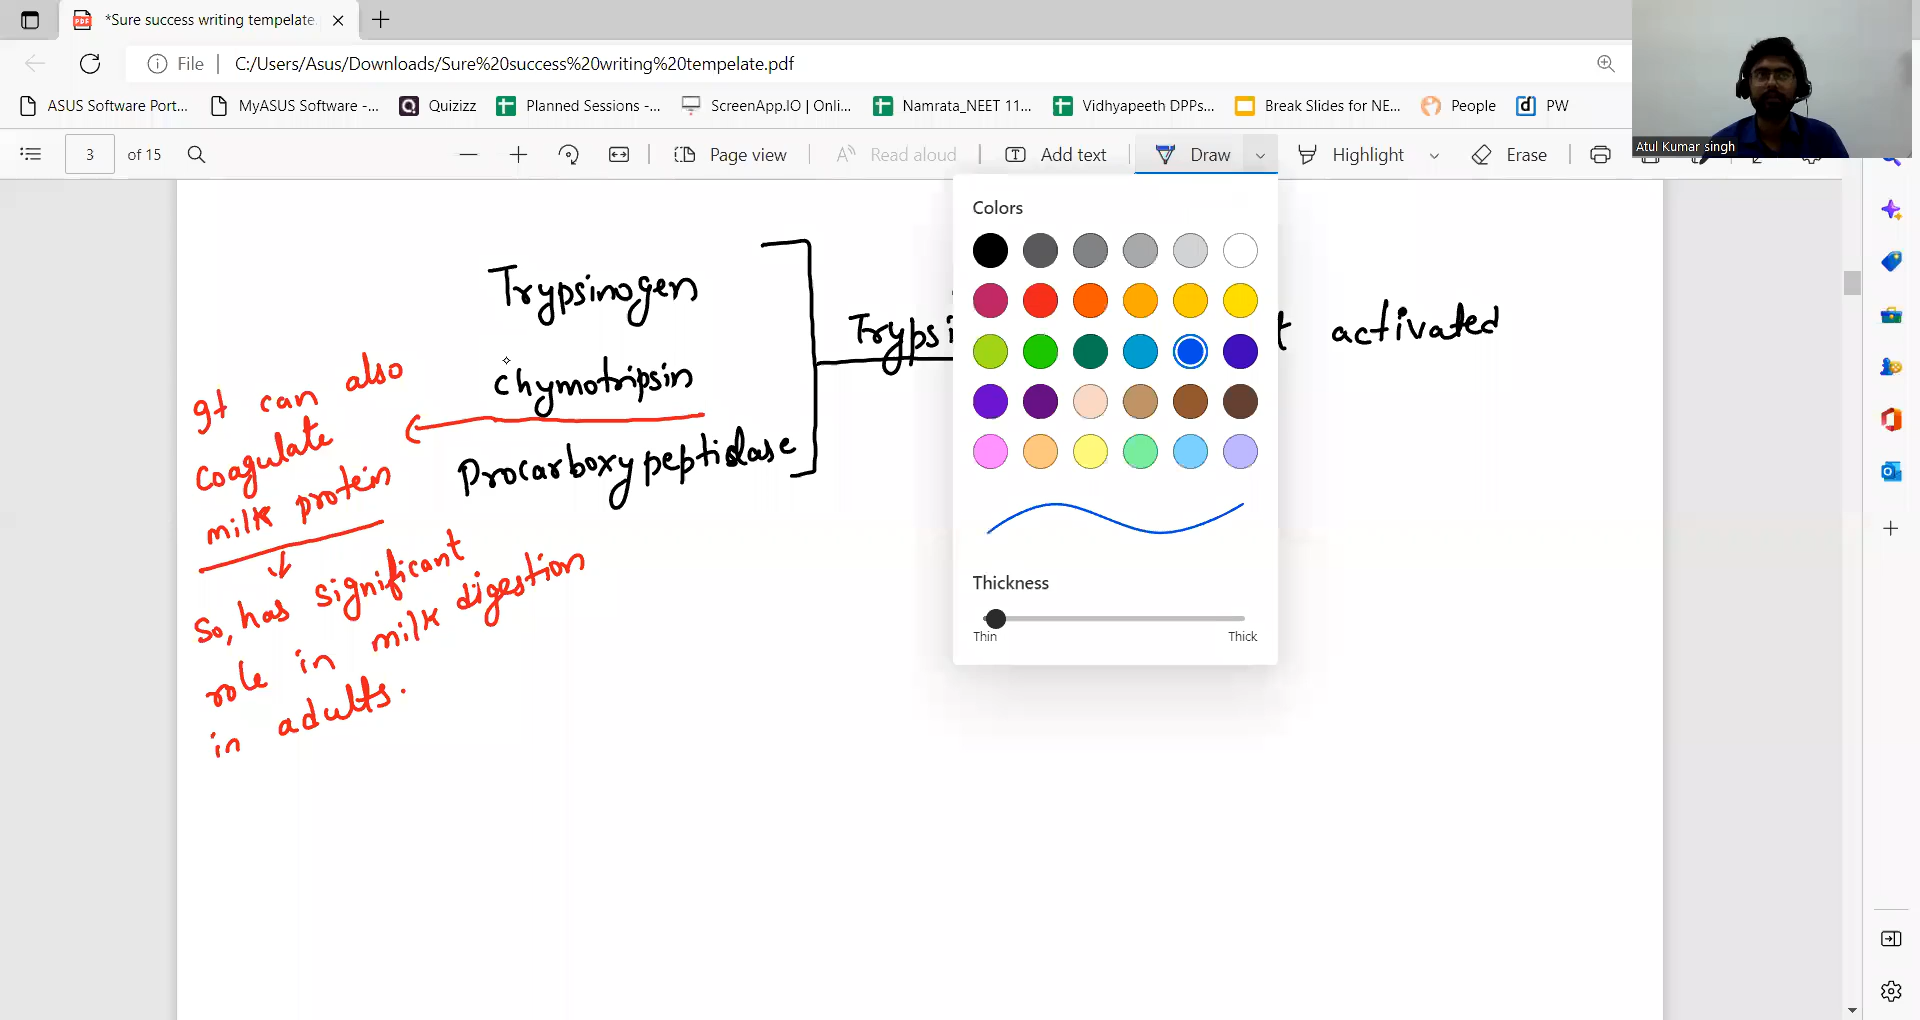 *Sure success writing tempelate
File
C:/Users/Asus/Downloads/Sure%20success%20writing%20tempelate.pdf
ASUS Software Port...
MyASUS Software -...
Quizizz
Planned Sessions -...
ScreenApp.IO | Onli...
Namrata_NEET 11...
Vidhyapeeth DPPs...
Break Slides for NE...
People
PW
3 of 15
Page view
Read aloud
Add text
Draw
Highlight
Erase
Atul Kumar singh
Colors
Thickness
Thin
Thick
Trypsinogen
chymotripsin
Procarboxypeptidase
Trypsi
t activated
It can also
coagulate
milk protein
So, has significant
role in milk digestion
in adults.